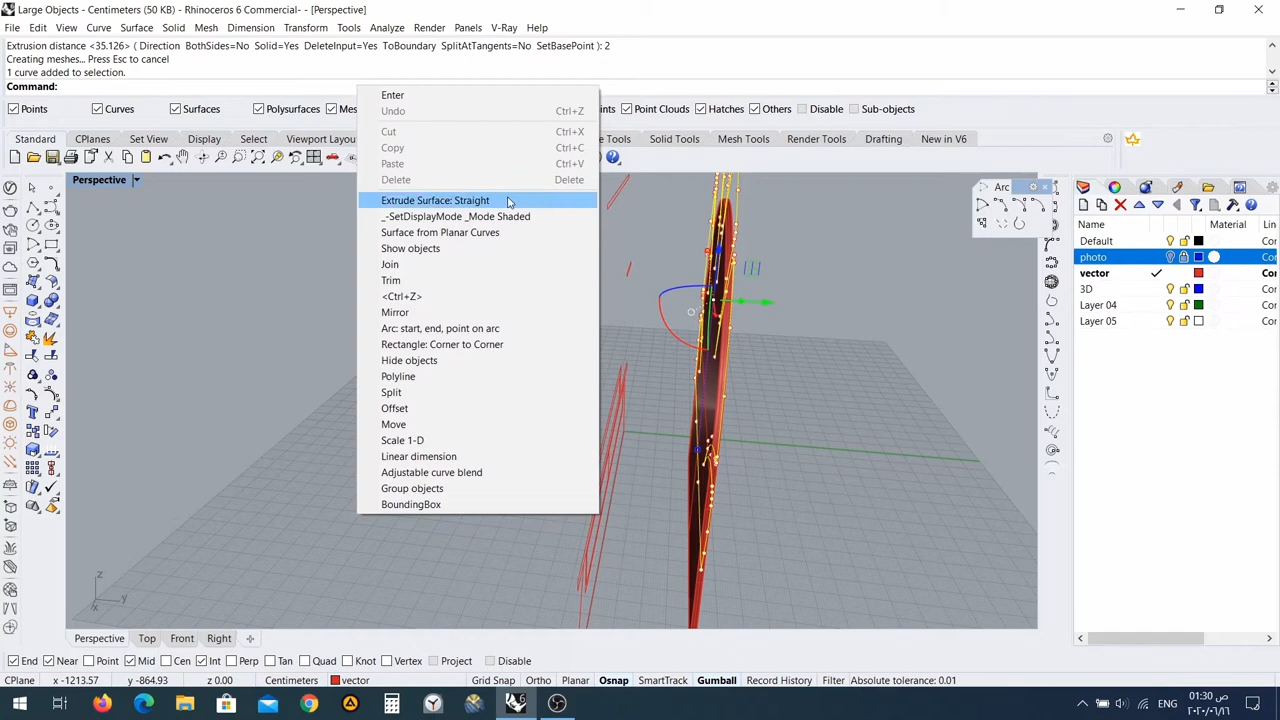 Large Objects - Centimeters (50 KB) - Rhinoceros 6 Commercial- - [Perspective]
File Edit View Curve Surface Solid Mesh Dimension Transform Tools Analyze Render Panels V-Ray Help
Extrusion distance <35.126> ( Direction BothSides=No Solid=Yes DeleteInput=Yes ToBoundary SplitAtTangents=No SetBasePoint ): 2
Creating meshes... Press Esc to cancel
1 curve added to selection.
Command:
Points Curves Surfaces Polysurfaces Point Clouds Hatches Others Disable Sub-objects
Standard CPlanes Set View Display Select Solid Tools Mesh Tools Render Tools Drafting New in V6
Perspective
Enter
Undo Ctrl+Z
Cut Ctrl+X
Copy Ctrl+C
Paste Ctrl+V
Delete Delete
Extrude Surface: Straight
_-SetDisplayMode _Mode Shaded
Surface from Planar Curves
Show objects
Join
Trim
<Ctrl+Z>
Mirror
Arc: start, end, point on arc
Rectangle: Corner to Corner
Hide objects
Polyline
Split
Offset
Move
Scale 1-D
Linear dimension
Adjustable curve blend
Group objects
BoundingBox
Arc
Name Material
Default
photo
vector
3D
Layer 04
Layer 05
z
y
x
Perspective Top Front Right
End Near Point Mid Cen Int Perp Tan Quad Knot Vertex Project Disable
CPlane x -1213.57 y -864.93 z 0.00 Centimeters vector Grid Snap Ortho Planar Osnap SmartTrack Gumball Record History Filter Absolute tolerance: 0.01
ENG
01:30 ص